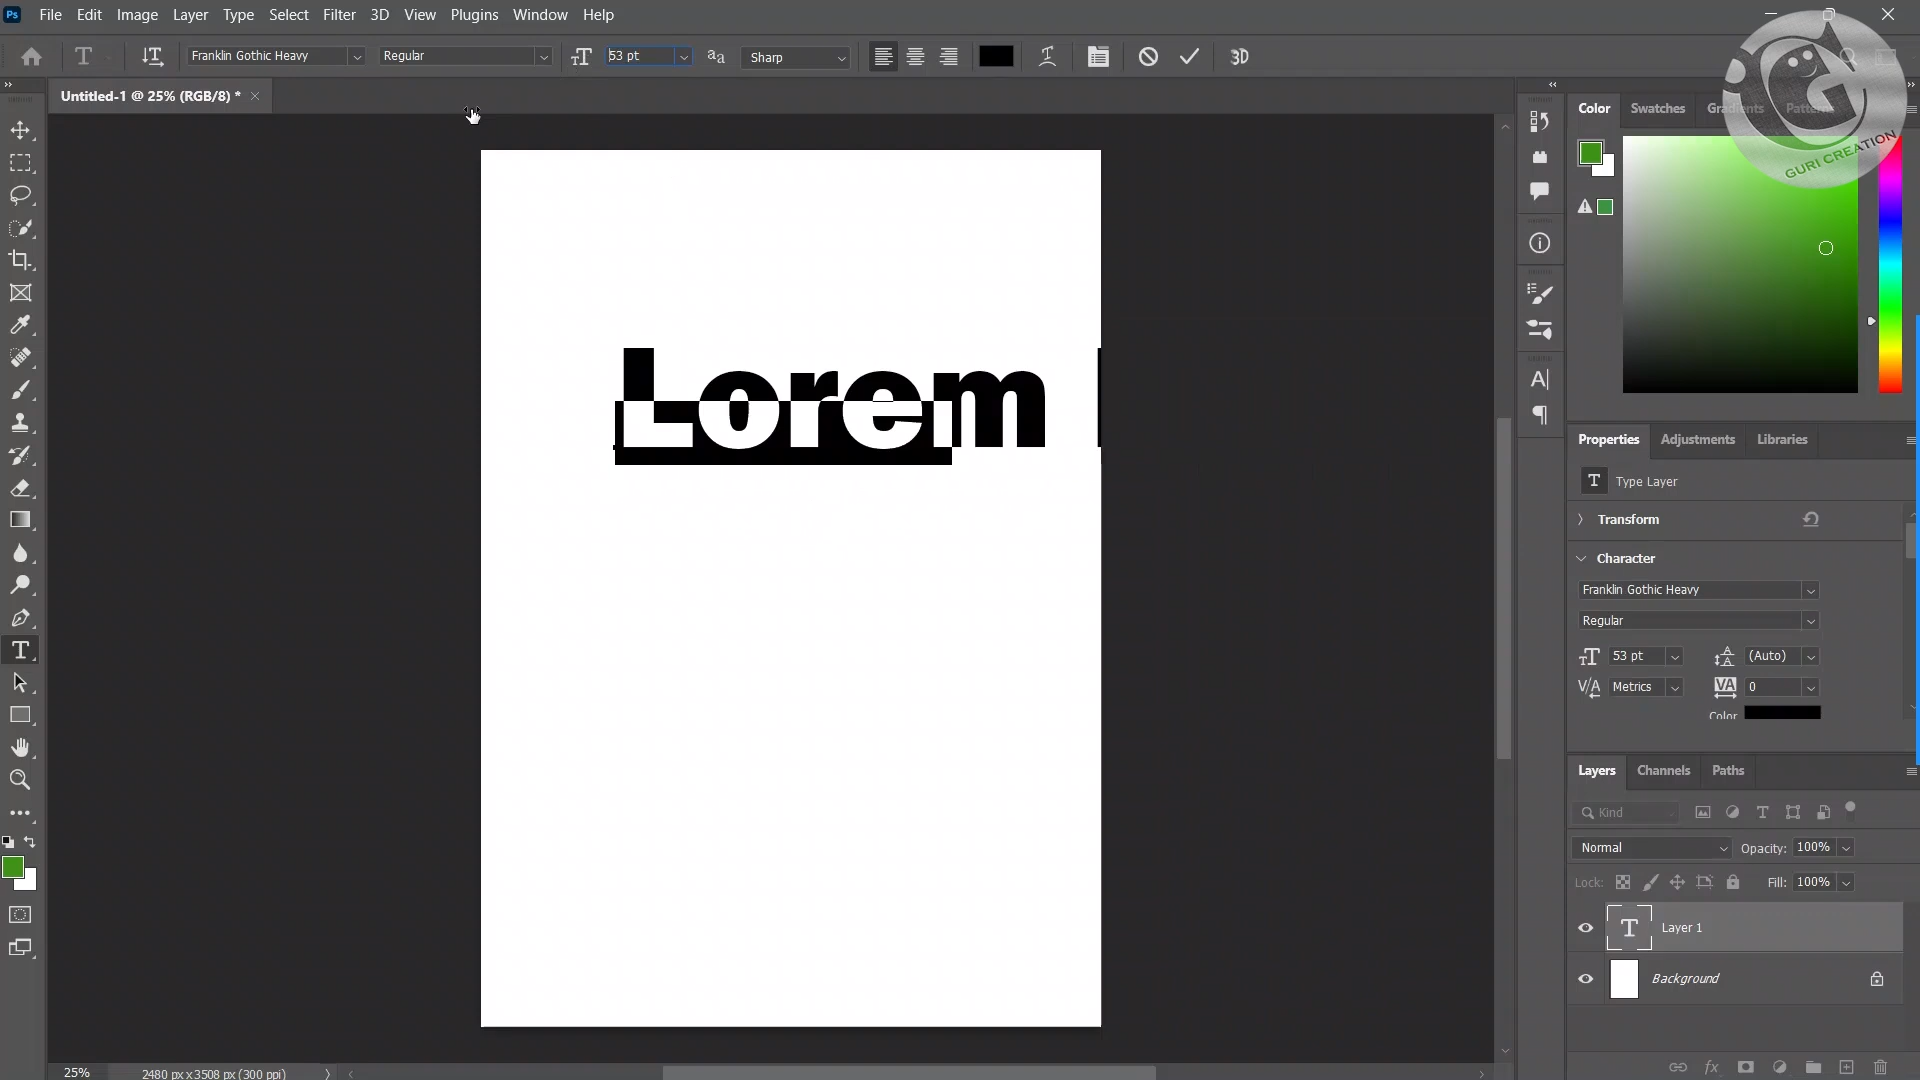 Ps File Edit Image Layer Type Select Filter 3D View Plugins Window Help
Franklin Gothic Heavy Regular 53 pt Sharp 3D
Untitled-1 @ 25% (RGB/8) *
Color Swatches Gradients Patterns
GURI CREATION
Lorem
Properties Adjustments Libraries
Type Layer
Transform
Character
Franklin Gothic Heavy
Regular
53 pt (Auto)
Metrics 0
Color
Layers Channels Paths
Kind
Normal Opacity: 100%
Lock: Fill: 100%
Layer 1
Background
25% 2480 px x 3508 px (300 ppi)